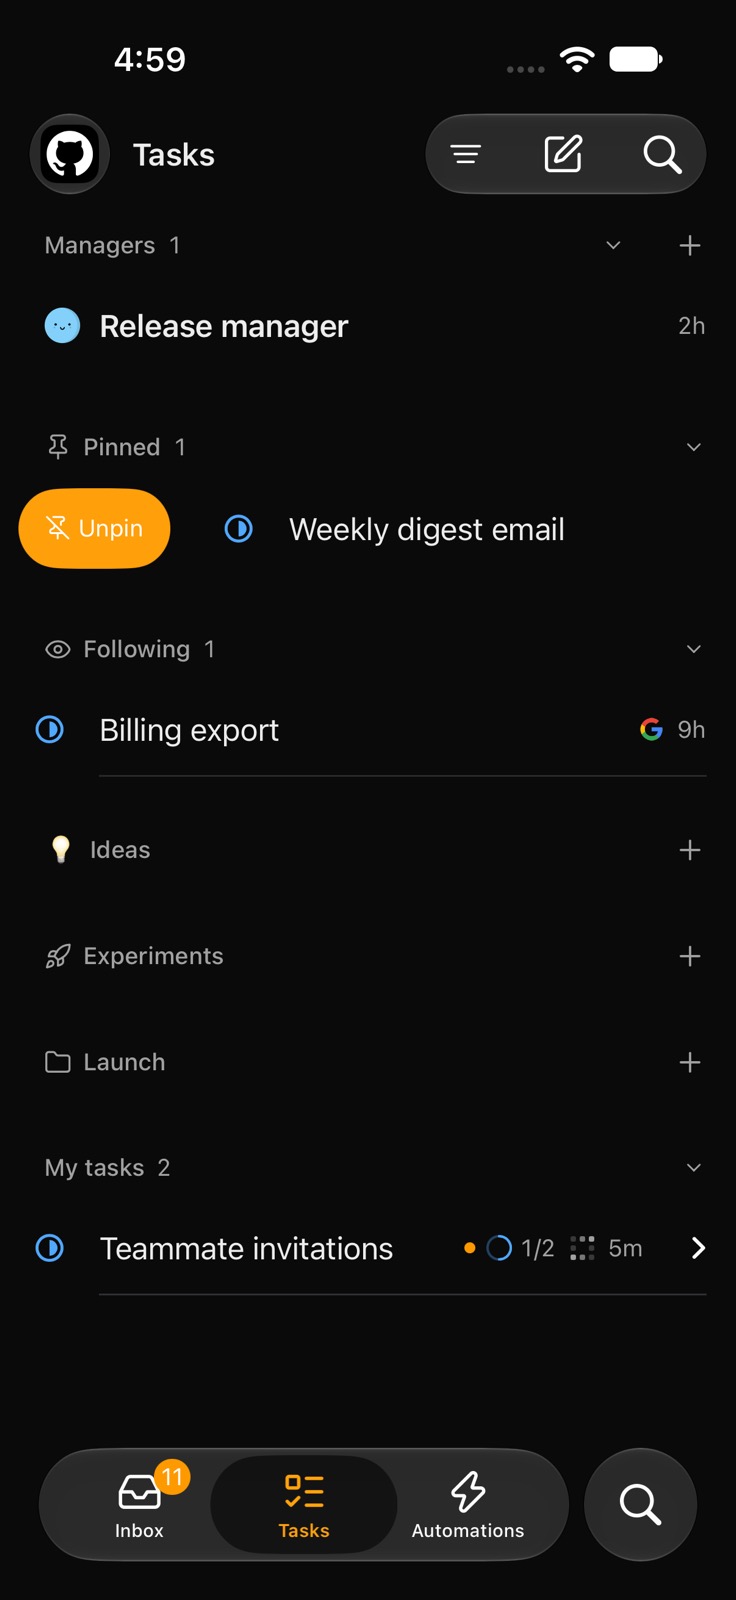 4:59
Tasks
Managers 1
Release manager 2h
Pinned 1
Unpin Weekly digest email
Following 1
Billing export 9h
Ideas
Experiments
Launch
My tasks 2
Teammate invitations 1/2 5m
11
Inbox Tasks Automations